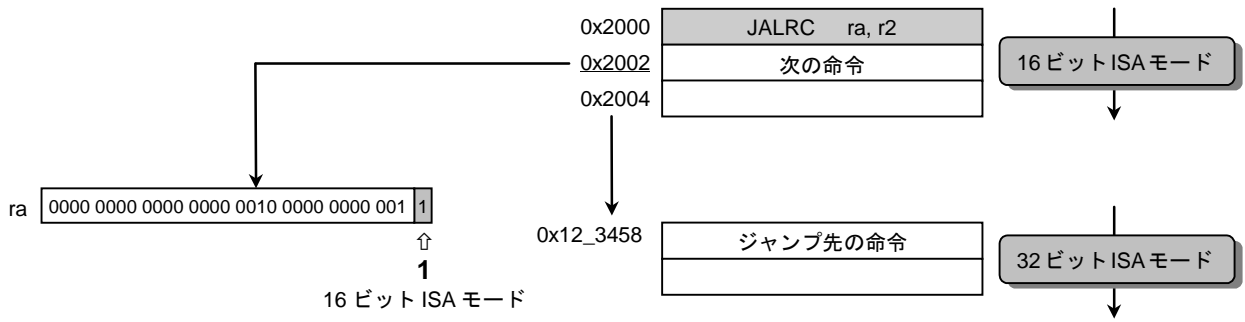 0x2000 JALRC ra, r2
0x2002 次の命令 16 ビット ISA モード
0x2004
ra 0000 0000 0000 0000 0010 0000 0000 001 1
0x12_3458 ジャンプ先の命令
⇧
1
32 ビット ISA モード
16 ビット ISA モード